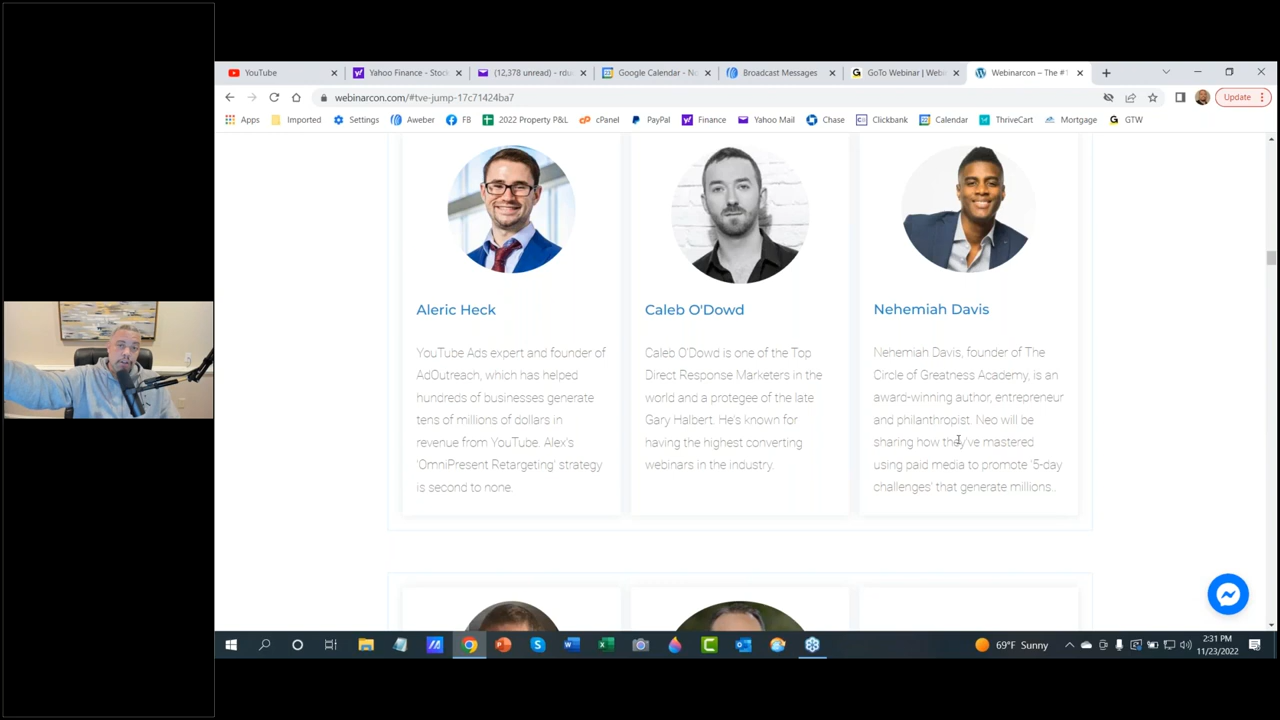 YouTube
Yahoo Finance - Stock
(12,378 unread) - rdu
Google Calendar - No
Broadcast Messages
GoTo Webinar | Webi
Webinarcon – The #1
webinarcon.com/#tve-jump-17c71424ba7
Update
Apps
Imported
Settings
Aweber
FB
2022 Property P&L
cPanel
PayPal
Finance
Yahoo Mail
Chase
Clickbank
Calendar
ThriveCart
Mortgage
GTW
Aleric Heck
YouTube Ads expert and founder of
AdOutreach, which has helped
hundreds of businesses generate
tens of millions of dollars in
revenue from YouTube. Alex's
'OmniPresent Retargeting' strategy
is second to none.
Caleb O'Dowd
Caleb O'Dowd is one of the Top
Direct Response Marketers in the
world and a protegee of the late
Gary Halbert. He's known for
having the highest converting
webinars in the industry.
Nehemiah Davis
Nehemiah Davis, founder of The
Circle of Greatness Academy, is an
award-winning author, entrepreneur
and philanthropist. Neo will be
sharing how they've mastered
using paid media to promote '5-day
challenges' that generate millions..
69°F Sunny
2:31 PM
11/23/2022